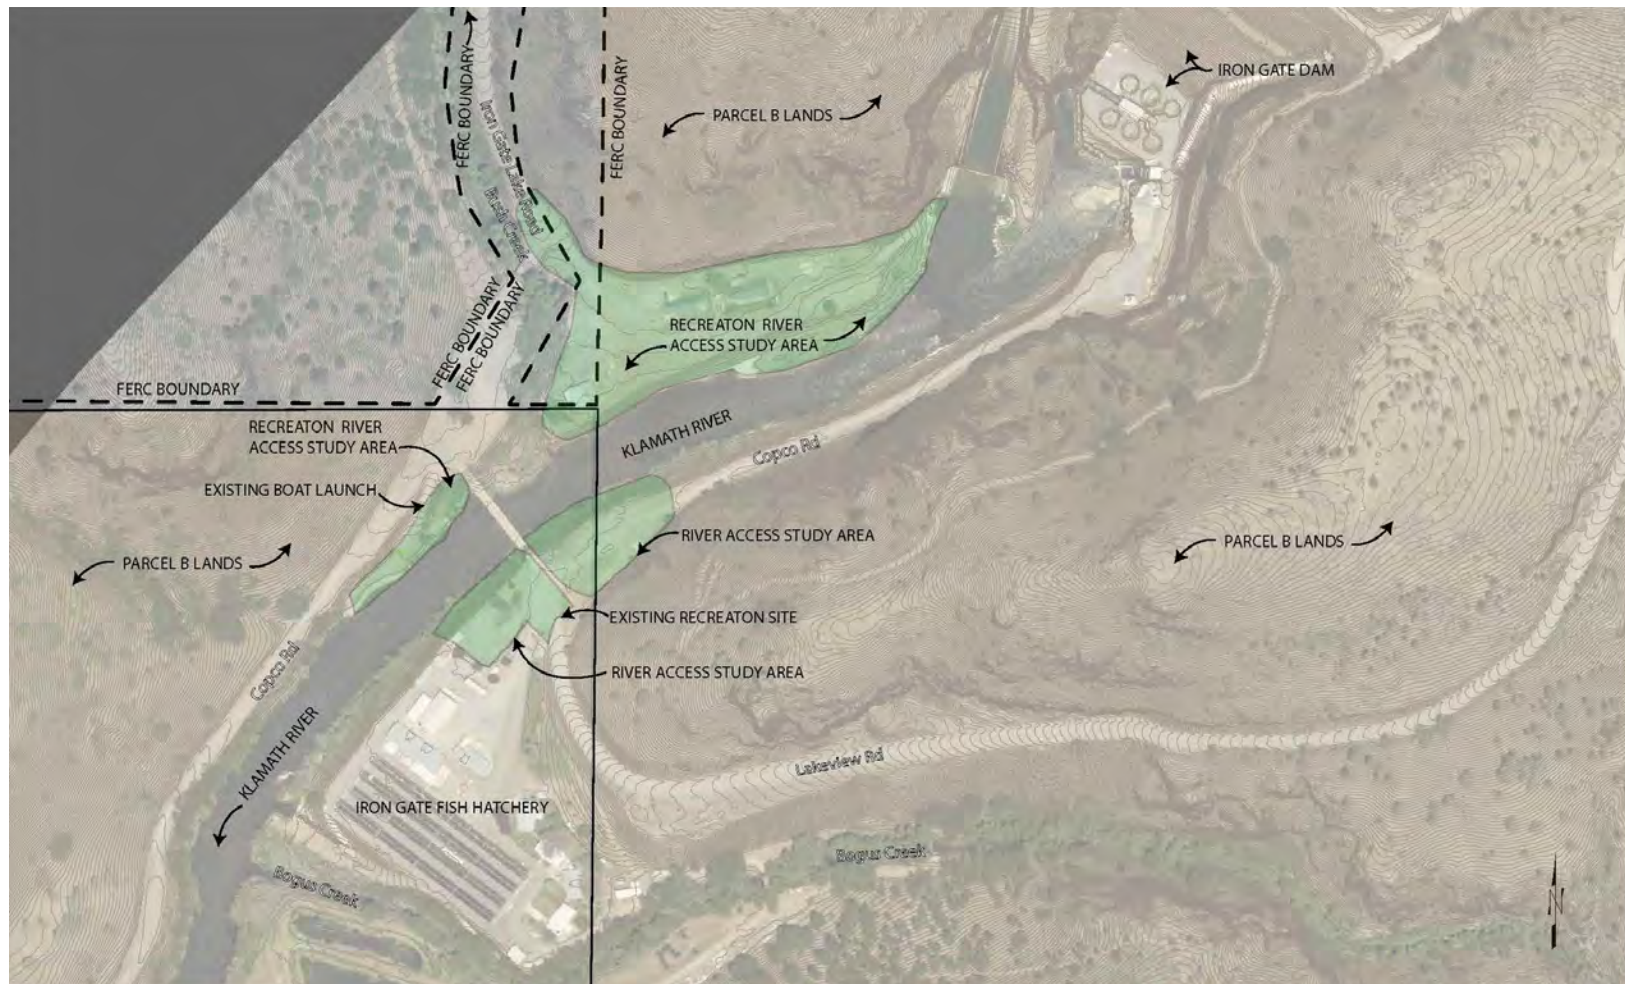 FERC BOUNDARY
Iron Gate Lake Road
Bush Creek
FERC BOUNDARY
PARCEL B LANDS
IRON GATE DAM
RECREATON RIVER
ACCESS STUDY AREA
FERC BOUNDARY
FERC BOUNDARY
FERC BOUNDARY
RECREATON RIVER
ACCESS STUDY AREA
EXISTING BOAT LAUNCH
KLAMATH RIVER
Copco Rd
PARCEL B LANDS
RIVER ACCESS STUDY AREA
PARCEL B LANDS
EXISTING RECREATON SITE
RIVER ACCESS STUDY AREA
Copco Rd
KLAMATH RIVER
Lakeview Rd
IRON GATE FISH HATCHERY
Bogus Creek
Bogus Creek
N